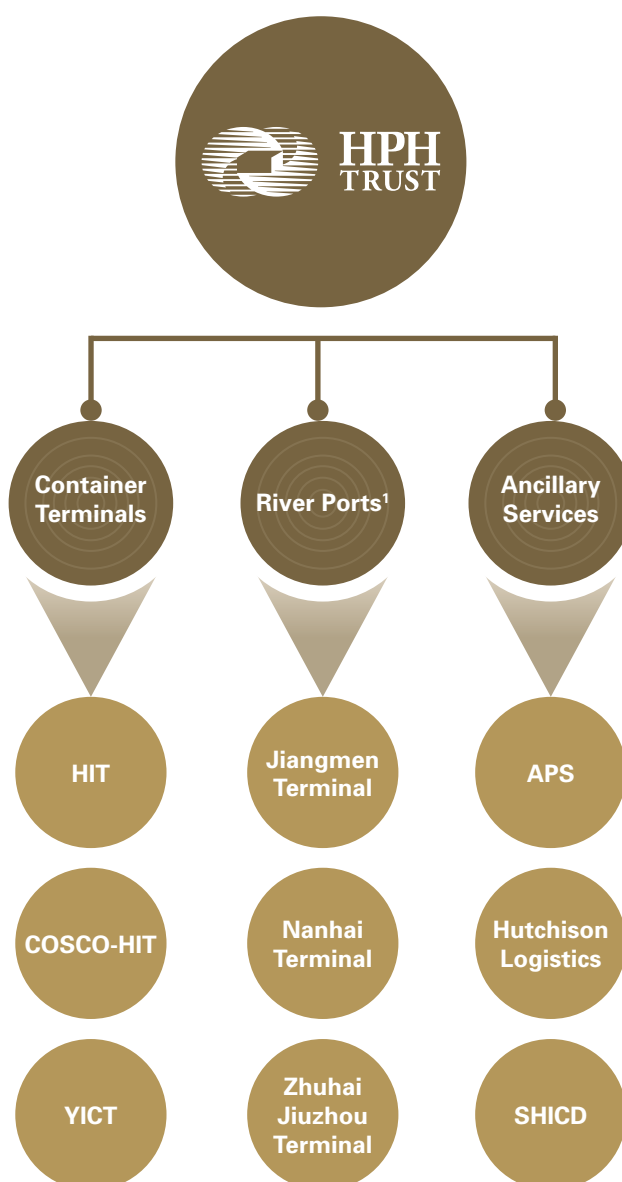 HPH
TRUST
Container
Terminals
River Ports¹
Ancillary
Services
HIT
Jiangmen
Terminal
APS
COSCO-HIT
Nanhai
Terminal
Hutchison
Logistics
YICT
Zhuhai
Jiuzhou
Terminal
SHICD